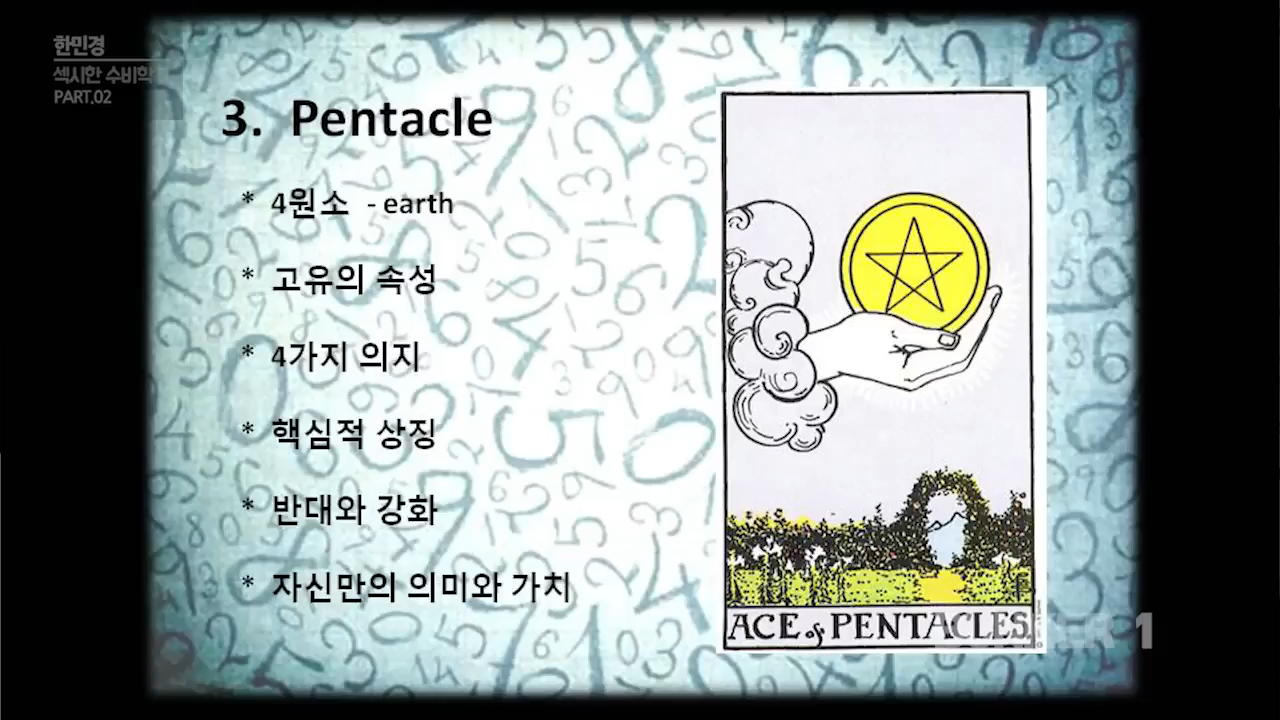 한민경
섹시한 수비학
PART.02
3. Pentacle
* 4원소 - earth
* 고유의 속성
* 4가지 의지
* 핵심적 상징
* 반대와 강화
* 자신만의 의미와 가치
ACE of PENTACLES